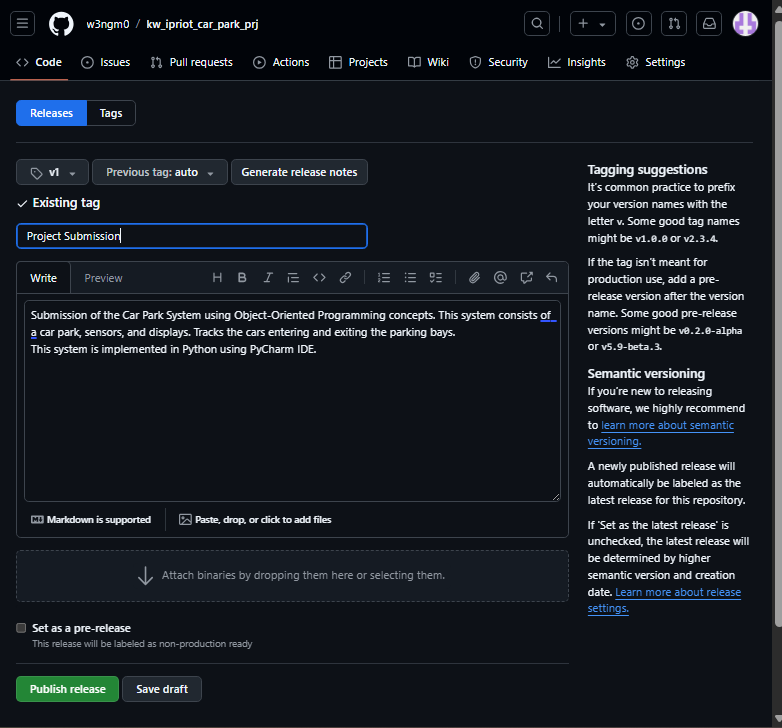 w3ngm0 / kw_ipriot_car_park_prj
Code Issues Pull requests Actions Projects Wiki Security Insights Settings
Releases Tags
v1 Previous tag: auto Generate release notes
Existing tag
Project Submission
Write Preview
Submission of the Car Park System using Object-Oriented Programming concepts. This system consists of
a car park, sensors, and displays. Tracks the cars entering and exiting the parking bays.
This system is implemented in Python using PyCharm IDE.
Markdown is supported Paste, drop, or click to add files
Attach binaries by dropping them here or selecting them.
Set as a pre-release
This release will be labeled as non-production ready
Publish release Save draft
Tagging suggestions
It's common practice to prefix
your version names with the
letter v. Some good tag names
might be v1.0.0 or v2.3.4.
If the tag isn't meant for
production use, add a pre-
release version after the version
name. Some good pre-release
versions might be v0.2.0-alpha
or v5.9-beta.3.
Semantic versioning
If you're new to releasing
software, we highly recommend
to learn more about semantic
versioning.
A newly published release will
automatically be labeled as the
latest release for this repository.
If 'Set as the latest release' is
unchecked, the latest release will
be determined by higher
semantic version and creation
date. Learn more about release
settings.